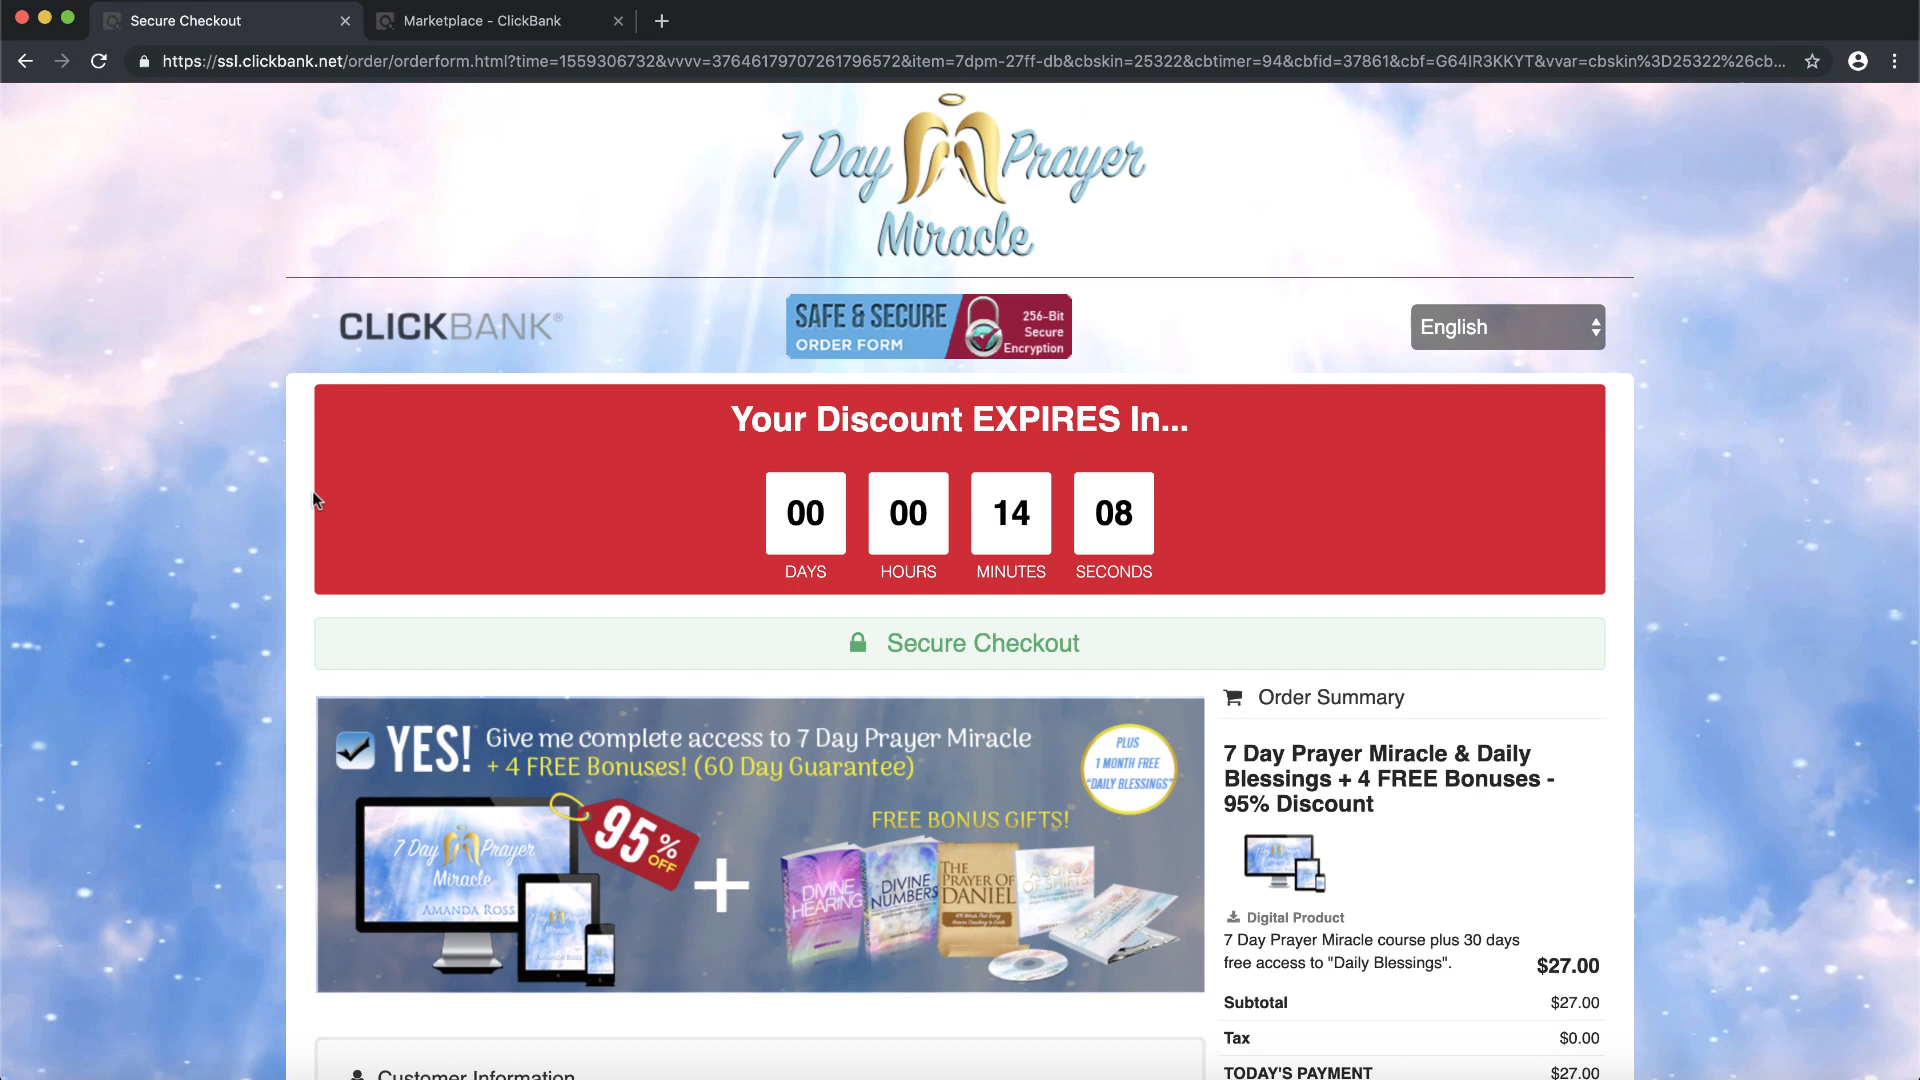 Secure Checkout
Marketplace - ClickBank
https://ssl.clickbank.net/order/orderform.html?time=1559306732&vvvv=37646179707261796572&item=7dpm-27ff-db&cbskin=25322&cbtimer=94&cbfid=37861&cbf=G64IR3KKYT&vvar=cbskin%3D25322%26cb...
7 Day Prayer
Miracle
CLICKBANK®
SAFE & SECURE
ORDER FORM
256-Bit
Secure
Encryption
English
Your Discount EXPIRES In...
00 00 14 08
DAYS HOURS MINUTES SECONDS
Secure Checkout
YES! Give me complete access to 7 Day Prayer Miracle
+ 4 FREE Bonuses! (60 Day Guarantee)
PLUS
1 MONTH FREE
"DAILY BLESSINGS"
95% OFF
FREE BONUS GIFTS!
7 Day Prayer
Miracle
AMANDA ROSS
+
DIVINE
HEARING
DIVINE
NUMBERS
THE
PRAYER OF
DANIEL
Order Summary
7 Day Prayer Miracle & Daily
Blessings + 4 FREE Bonuses -
95% Discount
Digital Product
7 Day Prayer Miracle course plus 30 days
free access to "Daily Blessings".
$27.00
Subtotal $27.00
Tax $0.00
TODAY'S PAYMENT $27.00
Customer Information